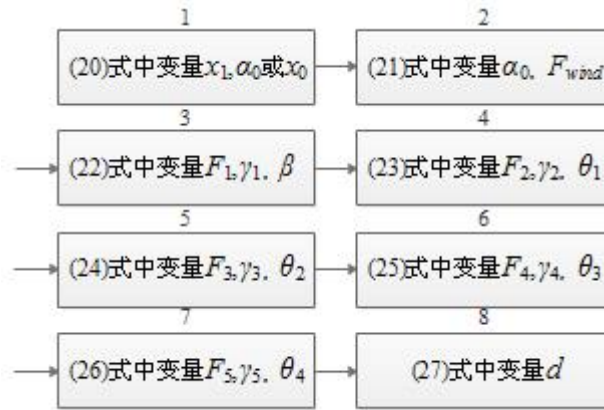 1 2
(20)式中变量x₁,α₀或x₀ (21)式中变量α₀, F_wind
3 4
(22)式中变量F₁,γ₁, β (23)式中变量F₂,γ₂, θ₁
5 6
(24)式中变量F₃,γ₃, θ₂ (25)式中变量F₄,γ₄, θ₃
7 8
(26)式中变量F₅,γ₅, θ₄ (27)式中变量d